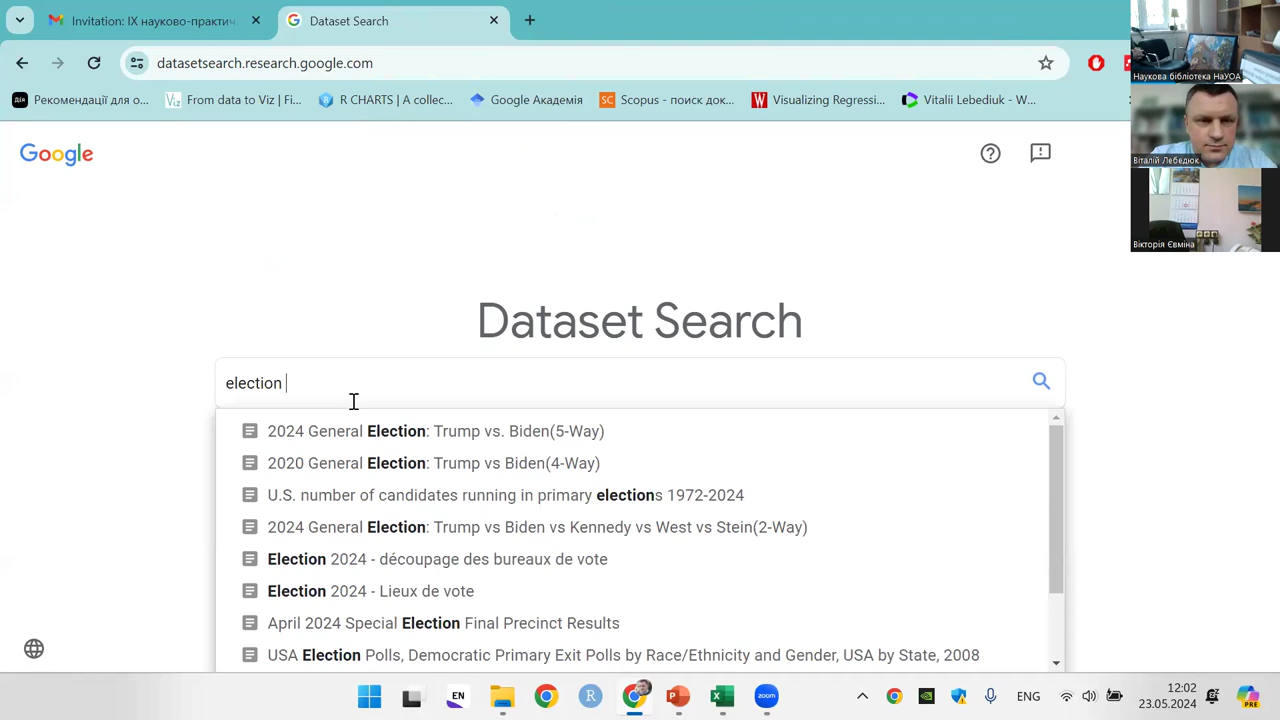 Invitation: IX науково-практич
Dataset Search
datasetsearch.research.google.com
Рекомендації для о...
From data to Viz | Fi...
R CHARTS | A collec...
Google Академія
Scopus - поиск док...
Visualizing Regressi...
Vitalii Lebediuk - W...
Наукова бібліотека НаУОА
Віталій Лебедюк
Вікторія Євміна
Google
Dataset Search
election
2024 General Election: Trump vs. Biden(5-Way)
2020 General Election: Trump vs Biden(4-Way)
U.S. number of candidates running in primary elections 1972-2024
2024 General Election: Trump vs Biden vs Kennedy vs West vs Stein(2-Way)
Election 2024 - découpage des bureaux de vote
Election 2024 - Lieux de vote
April 2024 Special Election Final Precinct Results
USA Election Polls, Democratic Primary Exit Polls by Race/Ethnicity and Gender, USA by State, 2008
EN
R
zoom
ENG
12:02
23.05.2024
PRE